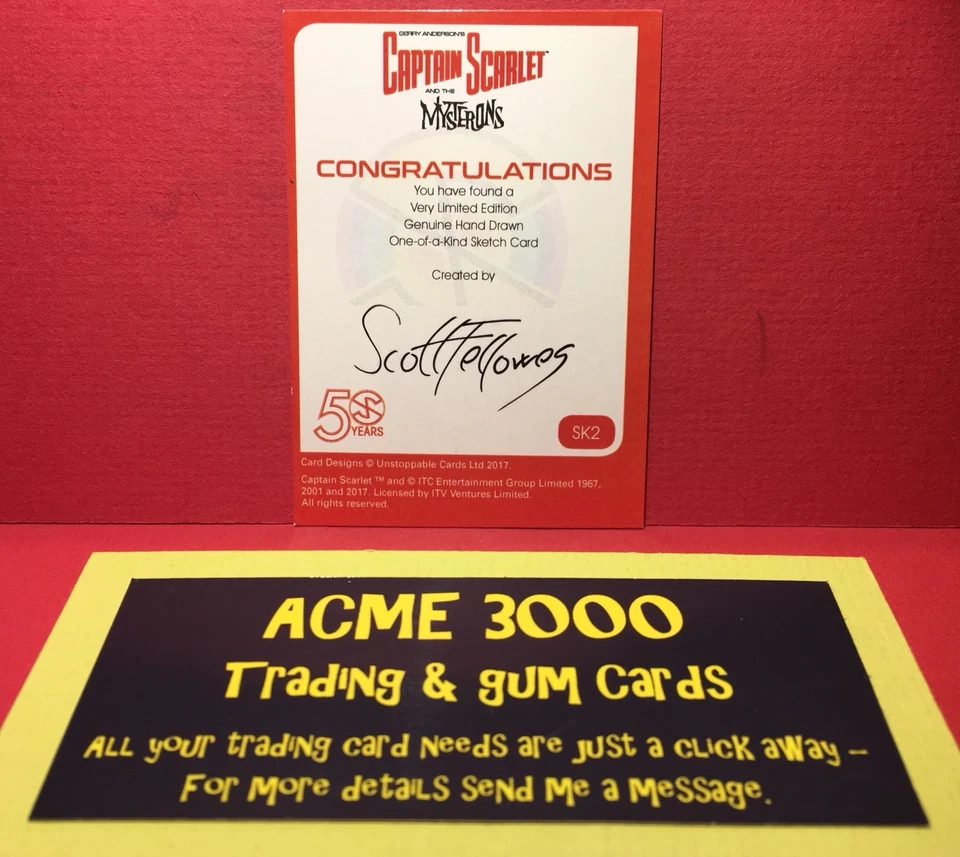 GERRY ANDERSON'S
CAPTAIN SCARLET™
AND THE
MYSTERONS
CONGRATULATIONS
You have found a
Very Limited Edition
Genuine Hand Drawn
One-of-a-Kind Sketch Card
Created by
Scott Fellowes
50
YEARS
SK2
Card Designs © Unstoppable Cards Ltd 2017.
Captain Scarlet ™ and © ITC Entertainment Group Limited 1967,
2001 and 2017. Licensed by ITV Ventures Limited.
All rights reserved.
ACME 3000
Trading & gum Cards
All your trading card needs are just a click away –
For more details send me a message.